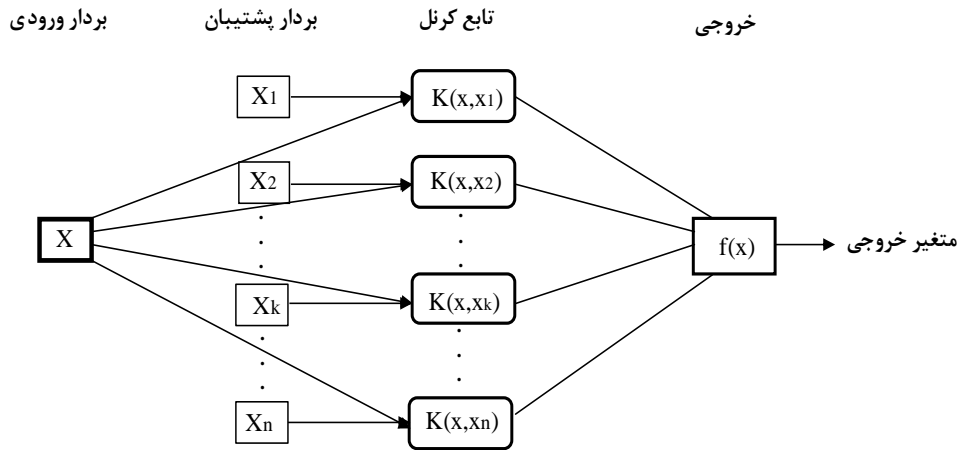 بردار ورودی
بردار پشتیبان
تابع کرنل
خروجی
X1
K(x,x1)
X2
K(x,x2)
X
f(x)
متغیر خروجی
Xk
K(x,xk)
Xn
K(x,xn)